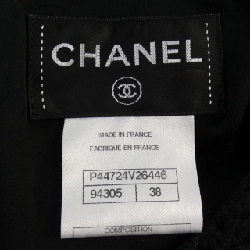 CHANEL
MADE IN FRANCE
FABRIQUE EN FRANCE
P44724V26446
94305 38
COMPOSITION